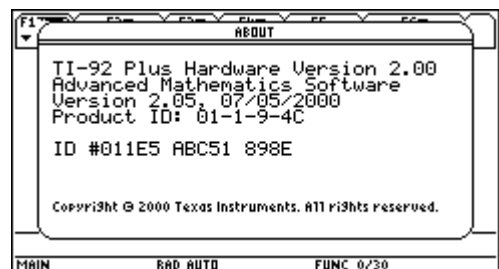 F1
ABOUT
TI-92 Plus Hardware Version 2.00
Advanced Mathematics Software
Version 2.05, 07/05/2000
Product ID: 01-1-9-4C
ID #011E5 ABC51 898E
Copyright © 2000 Texas Instruments. All rights reserved.
MAIN RAD AUTO FUNC 0/30